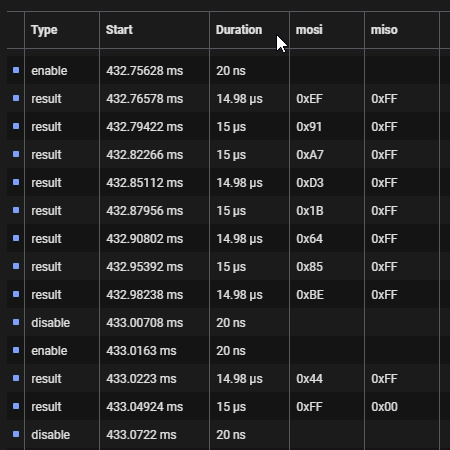 Type Start Duration mosi miso
enable 432.75628 ms 20 ns
result 432.76578 ms 14.98 µs 0xEF 0xFF
result 432.79422 ms 15 µs 0x91 0xFF
result 432.82266 ms 15 µs 0xA7 0xFF
result 432.85112 ms 14.98 µs 0xD3 0xFF
result 432.87956 ms 15 µs 0x1B 0xFF
result 432.90802 ms 14.98 µs 0x64 0xFF
result 432.95392 ms 15 µs 0x85 0xFF
result 432.98238 ms 14.98 µs 0xBE 0xFF
disable 433.00708 ms 20 ns
enable 433.0163 ms 20 ns
result 433.0223 ms 14.98 µs 0x44 0xFF
result 433.04924 ms 15 µs 0xFF 0x00
disable 433.0722 ms 20 ns